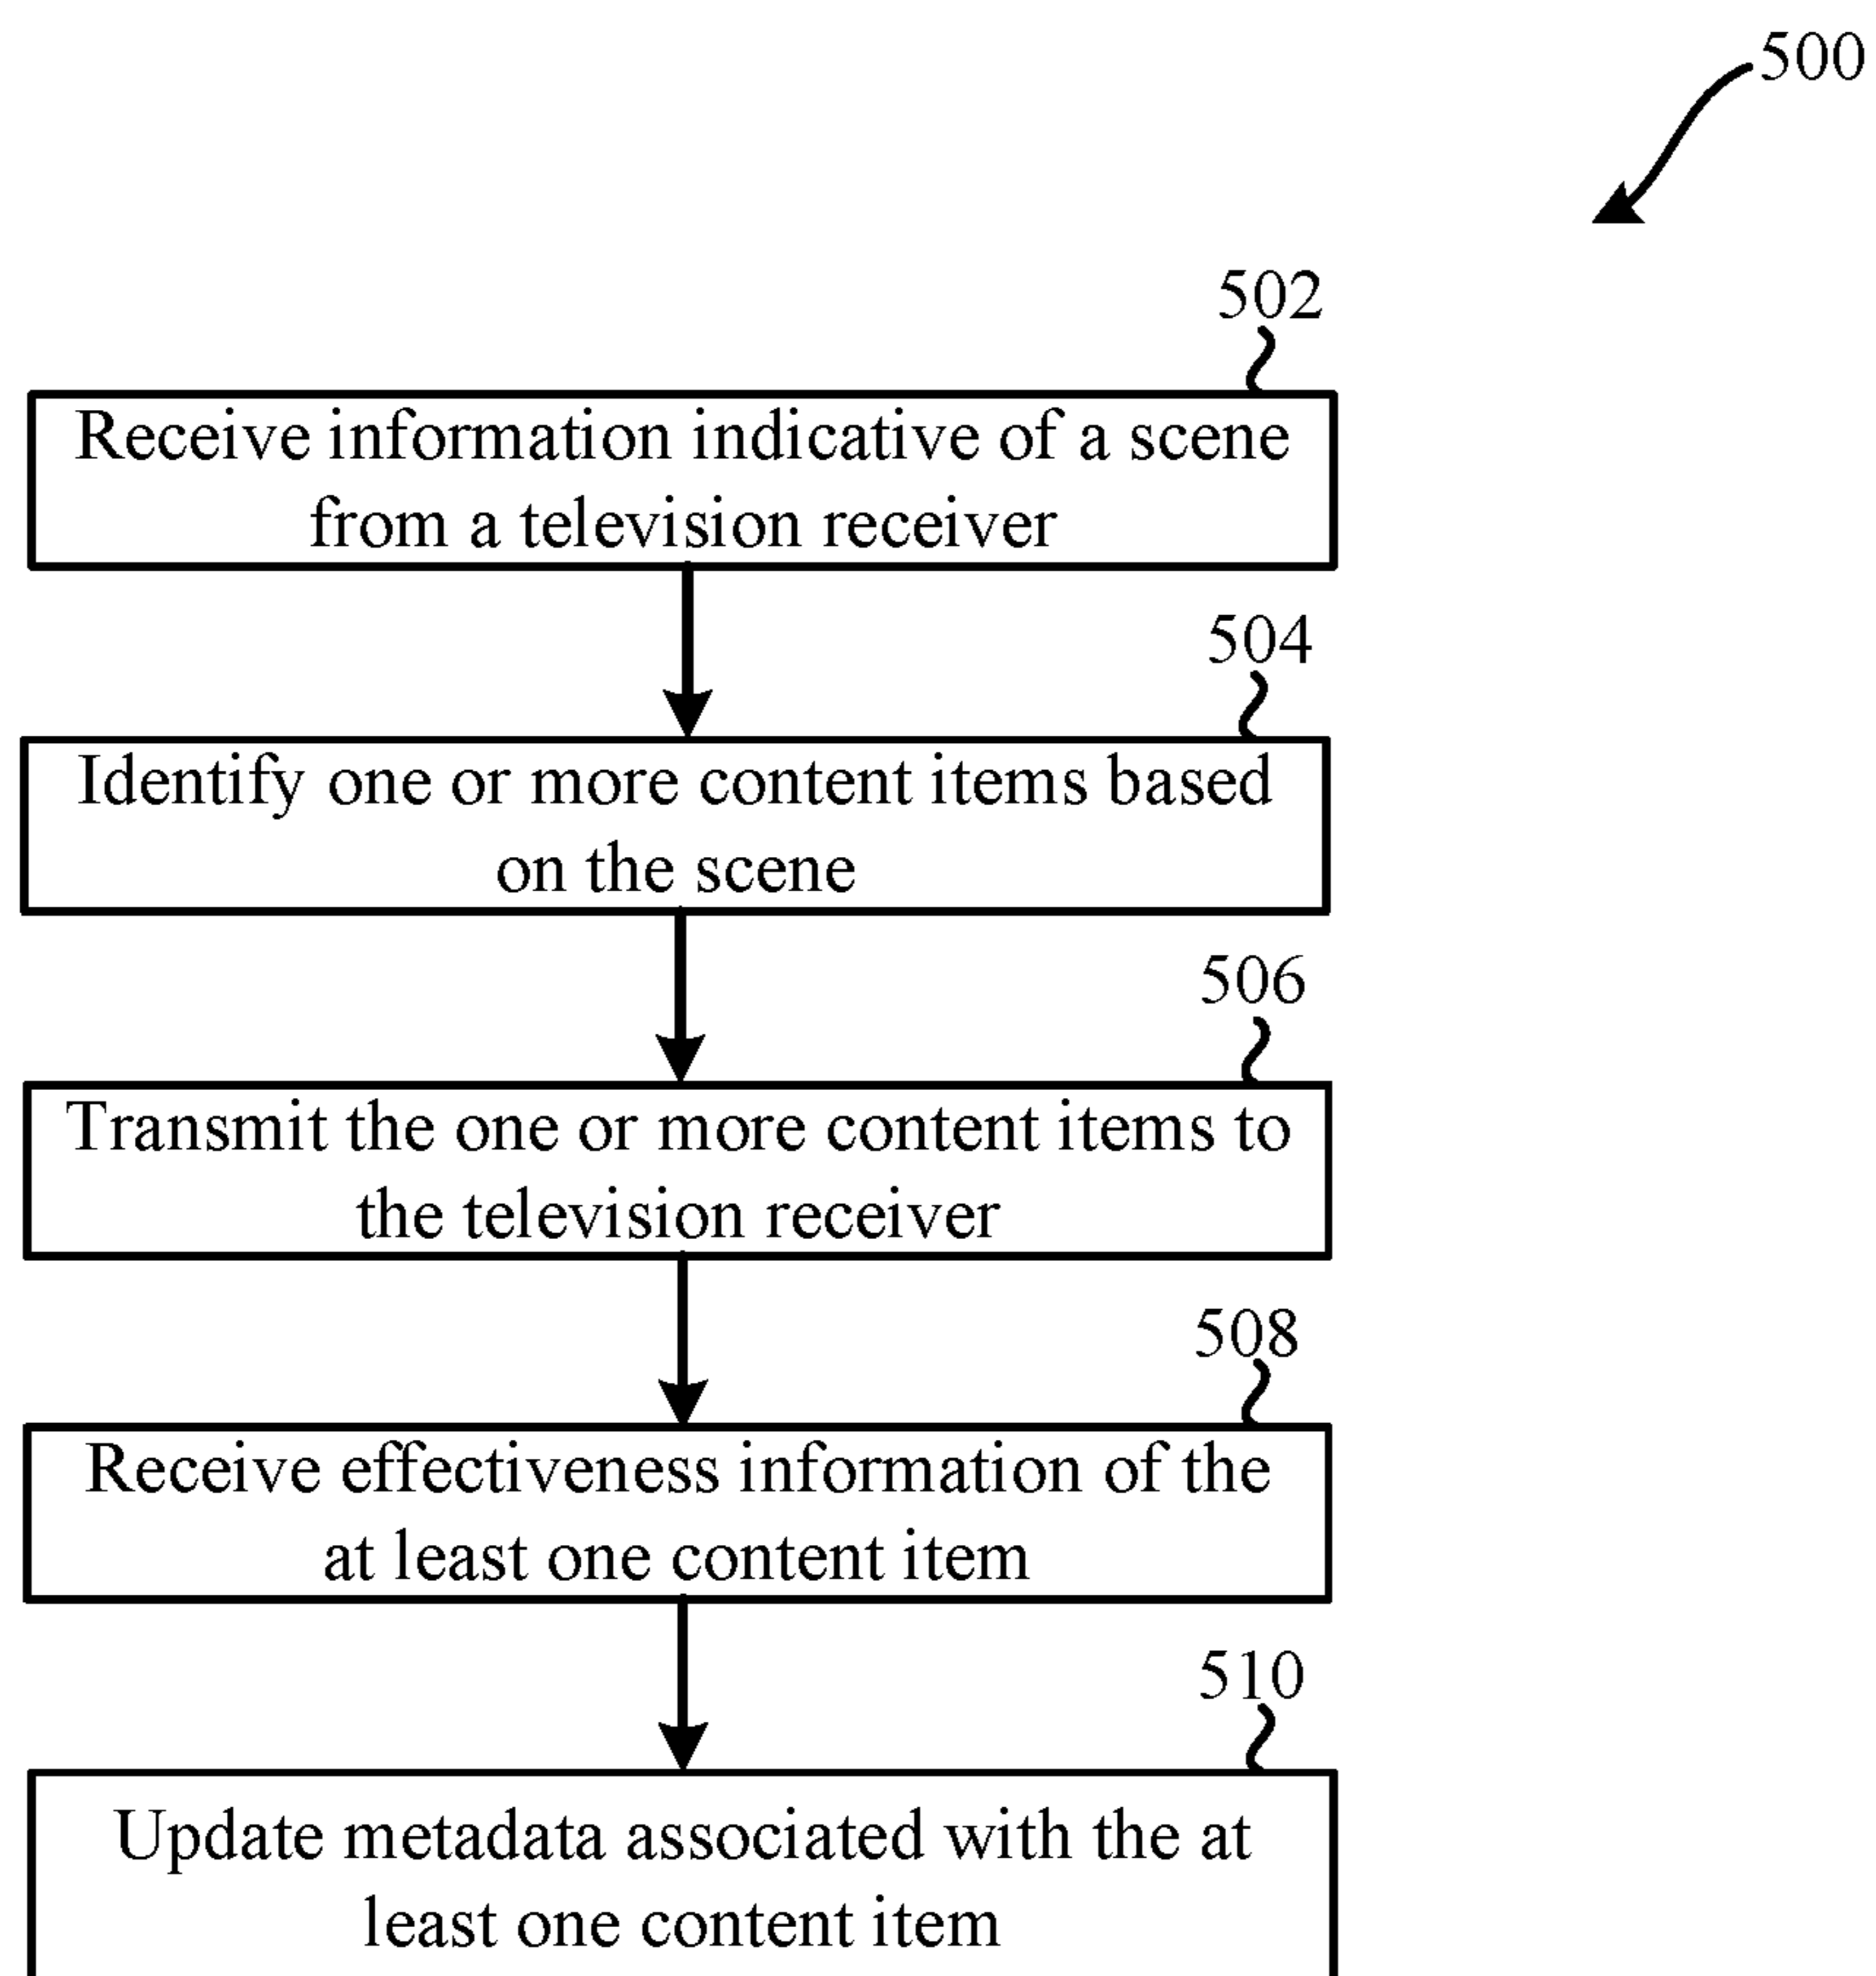 500
502
Receive information indicative of a scene
from a television receiver
504
Identify one or more content items based
on the scene
506
Transmit the one or more content items to
the television receiver
508
Receive effectiveness information of the
at least one content item
510
Update metadata associated with the at
least one content item